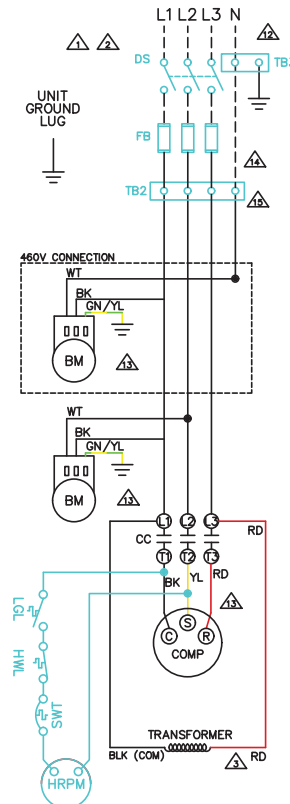 L1 L2 L3 N
1 2 12
DS TB
UNIT
GROUND
LUG
FB
14
TB2
15
460V CONNECTION
WT
BK
GN/YL
BM
13
WT
BK
GN/YL
BM
13
L1 L2 L3
RD
CC
T1 T2 T3
BK YL RD
LGL
13
S
C R
COMP
HWL
SWT
TRANSFORMER
BLK (COM) 3 RD
HRPM